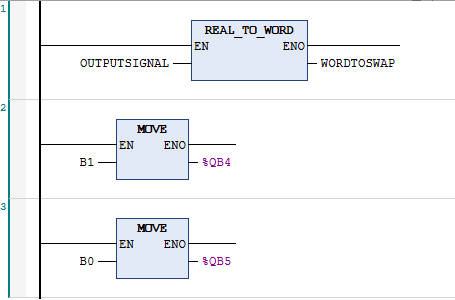 1
REAL_TO_WORD
EN ENO
OUTPUTSIGNAL WORDTOSWAP
2
MOVE
EN ENO
B1 %QB4
3
MOVE
EN ENO
B0 %QB5